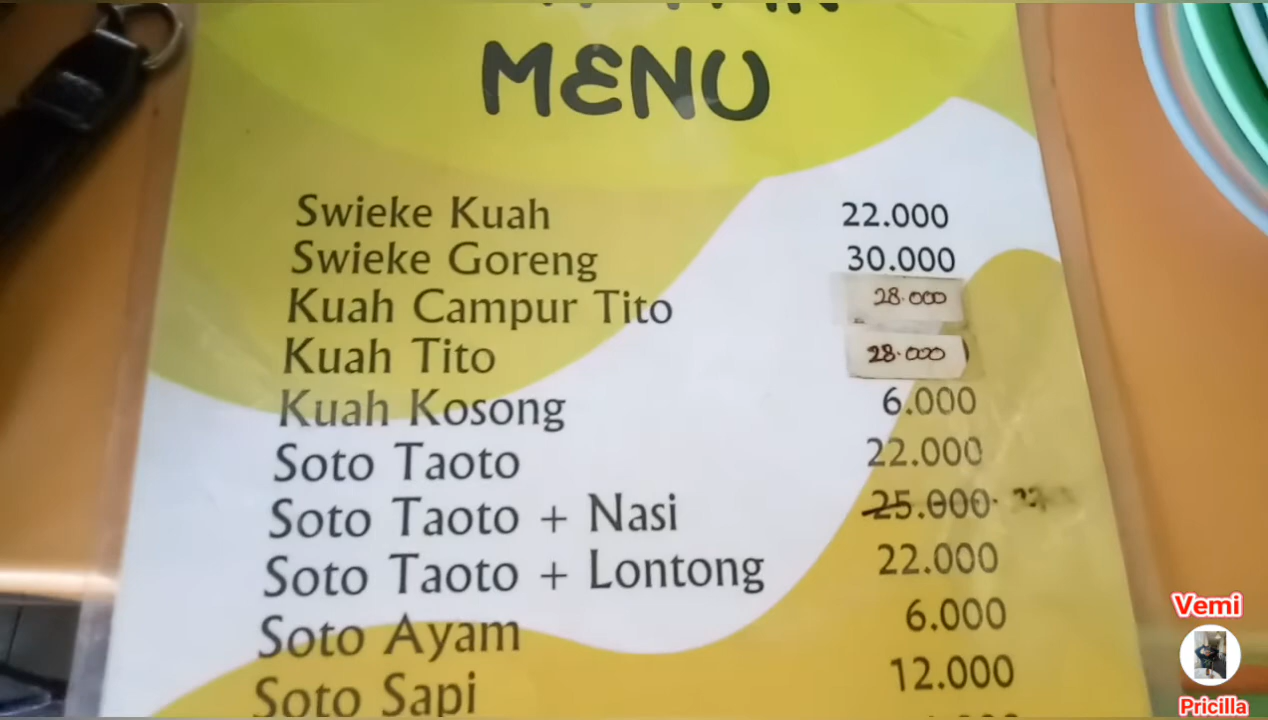 MENU
Swieke Kuah 22.000
Swieke Goreng 30.000
Kuah Campur Tito 28.000
Kuah Tito 28.000
Kuah Kosong 6.000
Soto Taoto 22.000
Soto Taoto + Nasi 25.000
Soto Taoto + Lontong 22.000
Soto Ayam 6.000
Soto Sapi 12.000
Vemi
Pricilla